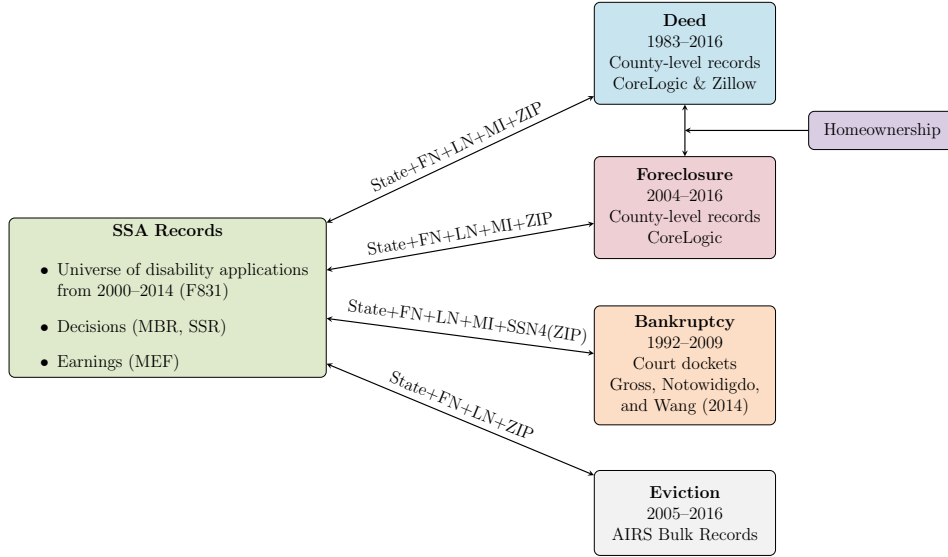 Deed
1983–2016
County-level records
CoreLogic & Zillow
State+FN+LN+MI+ZIP
Homeownership
Foreclosure
2004–2016
County-level records
CoreLogic
State+FN+LN+MI+ZIP
SSA Records
• Universe of disability applications
from 2000–2014 (F831)
• Decisions (MBR, SSR)
• Earnings (MEF)
State+FN+LN+MI+SSN4(ZIP)
Bankruptcy
1992–2009
Court dockets
Gross, Notowidigdo,
and Wang (2014)
State+FN+LN+ZIP
Eviction
2005–2016
AIRS Bulk Records